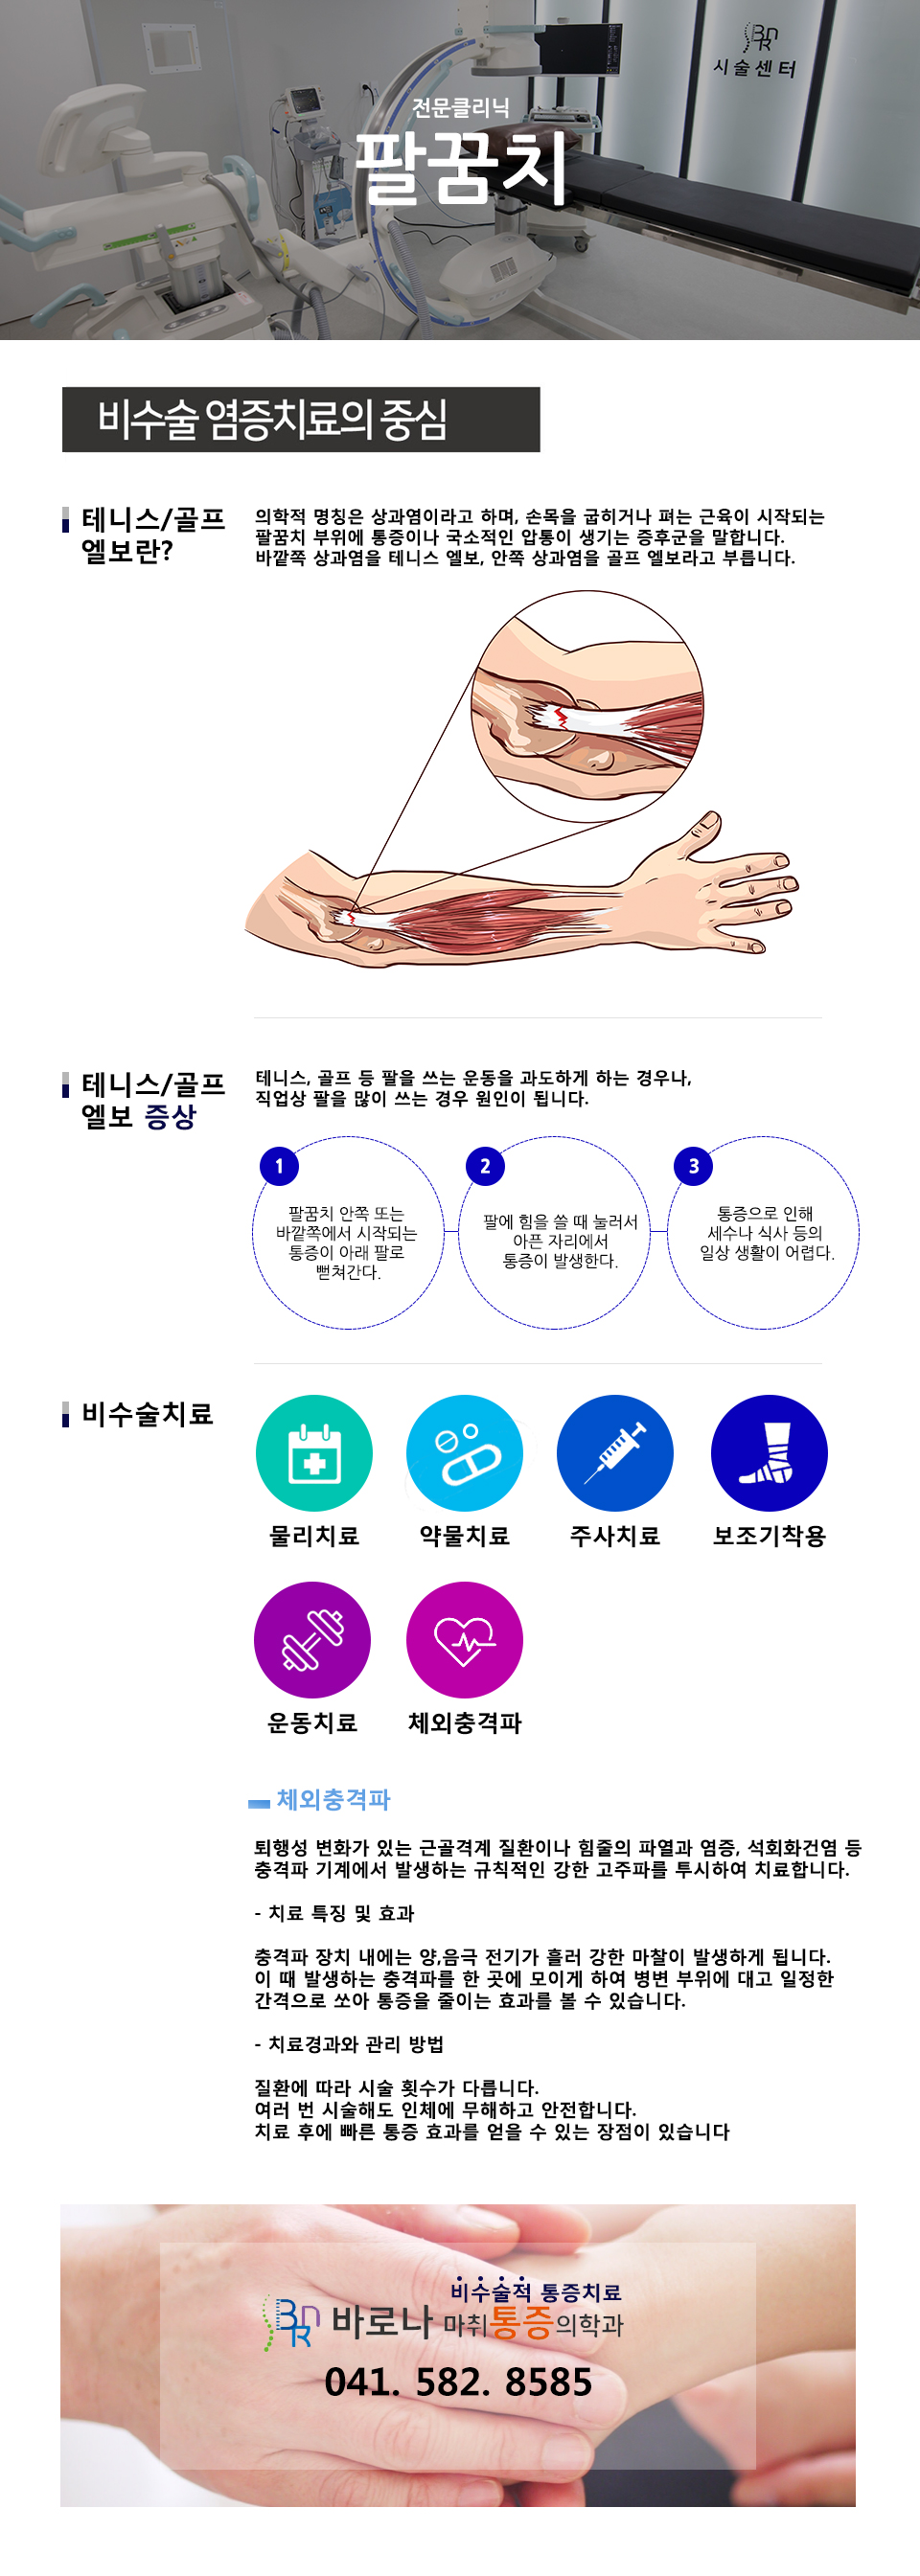 BNR
시술센터
전문클리닉
팔꿈치
비수술 염증치료의 중심
테니스/골프
엘보란?
의학적 명칭은 상과염이라고 하며, 손목을 굽히거나 펴는 근육이 시작되는
팔꿈치 부위에 통증이나 국소적인 압통이 생기는 증후군을 말합니다.
바깥쪽 상과염을 테니스 엘보, 안쪽 상과염을 골프 엘보라고 부릅니다.
테니스/골프
엘보 증상
테니스, 골프 등 팔을 쓰는 운동을 과도하게 하는 경우나,
직업상 팔을 많이 쓰는 경우 원인이 됩니다.
1
팔꿈치 안쪽 또는
바깥쪽에서 시작되는
통증이 아래 팔로
뻗쳐간다.
2
팔에 힘을 쓸 때 눌러서
아픈 자리에서
통증이 발생한다.
3
통증으로 인해
세수나 식사 등의
일상 생활이 어렵다.
비수술치료
물리치료
약물치료
주사치료
보조기착용
운동치료
체외충격파
체외충격파
퇴행성 변화가 있는 근골격계 질환이나 힘줄의 파열과 염증, 석회화건염 등
충격파 기계에서 발생하는 규칙적인 강한 고주파를 투시하여 치료합니다.
- 치료 특징 및 효과
충격파 장치 내에는 양,음극 전기가 흘러 강한 마찰이 발생하게 됩니다.
이 때 발생하는 충격파를 한 곳에 모이게 하여 병변 부위에 대고 일정한
간격으로 쏘아 통증을 줄이는 효과를 볼 수 있습니다.
- 치료경과와 관리 방법
질환에 따라 시술 횟수가 다릅니다.
여러 번 시술해도 인체에 무해하고 안전합니다.
치료 후에 빠른 통증 효과를 얻을 수 있는 장점이 있습니다
비수술적 통증치료
BNR 바로나 마취통증의학과
041. 582. 8585